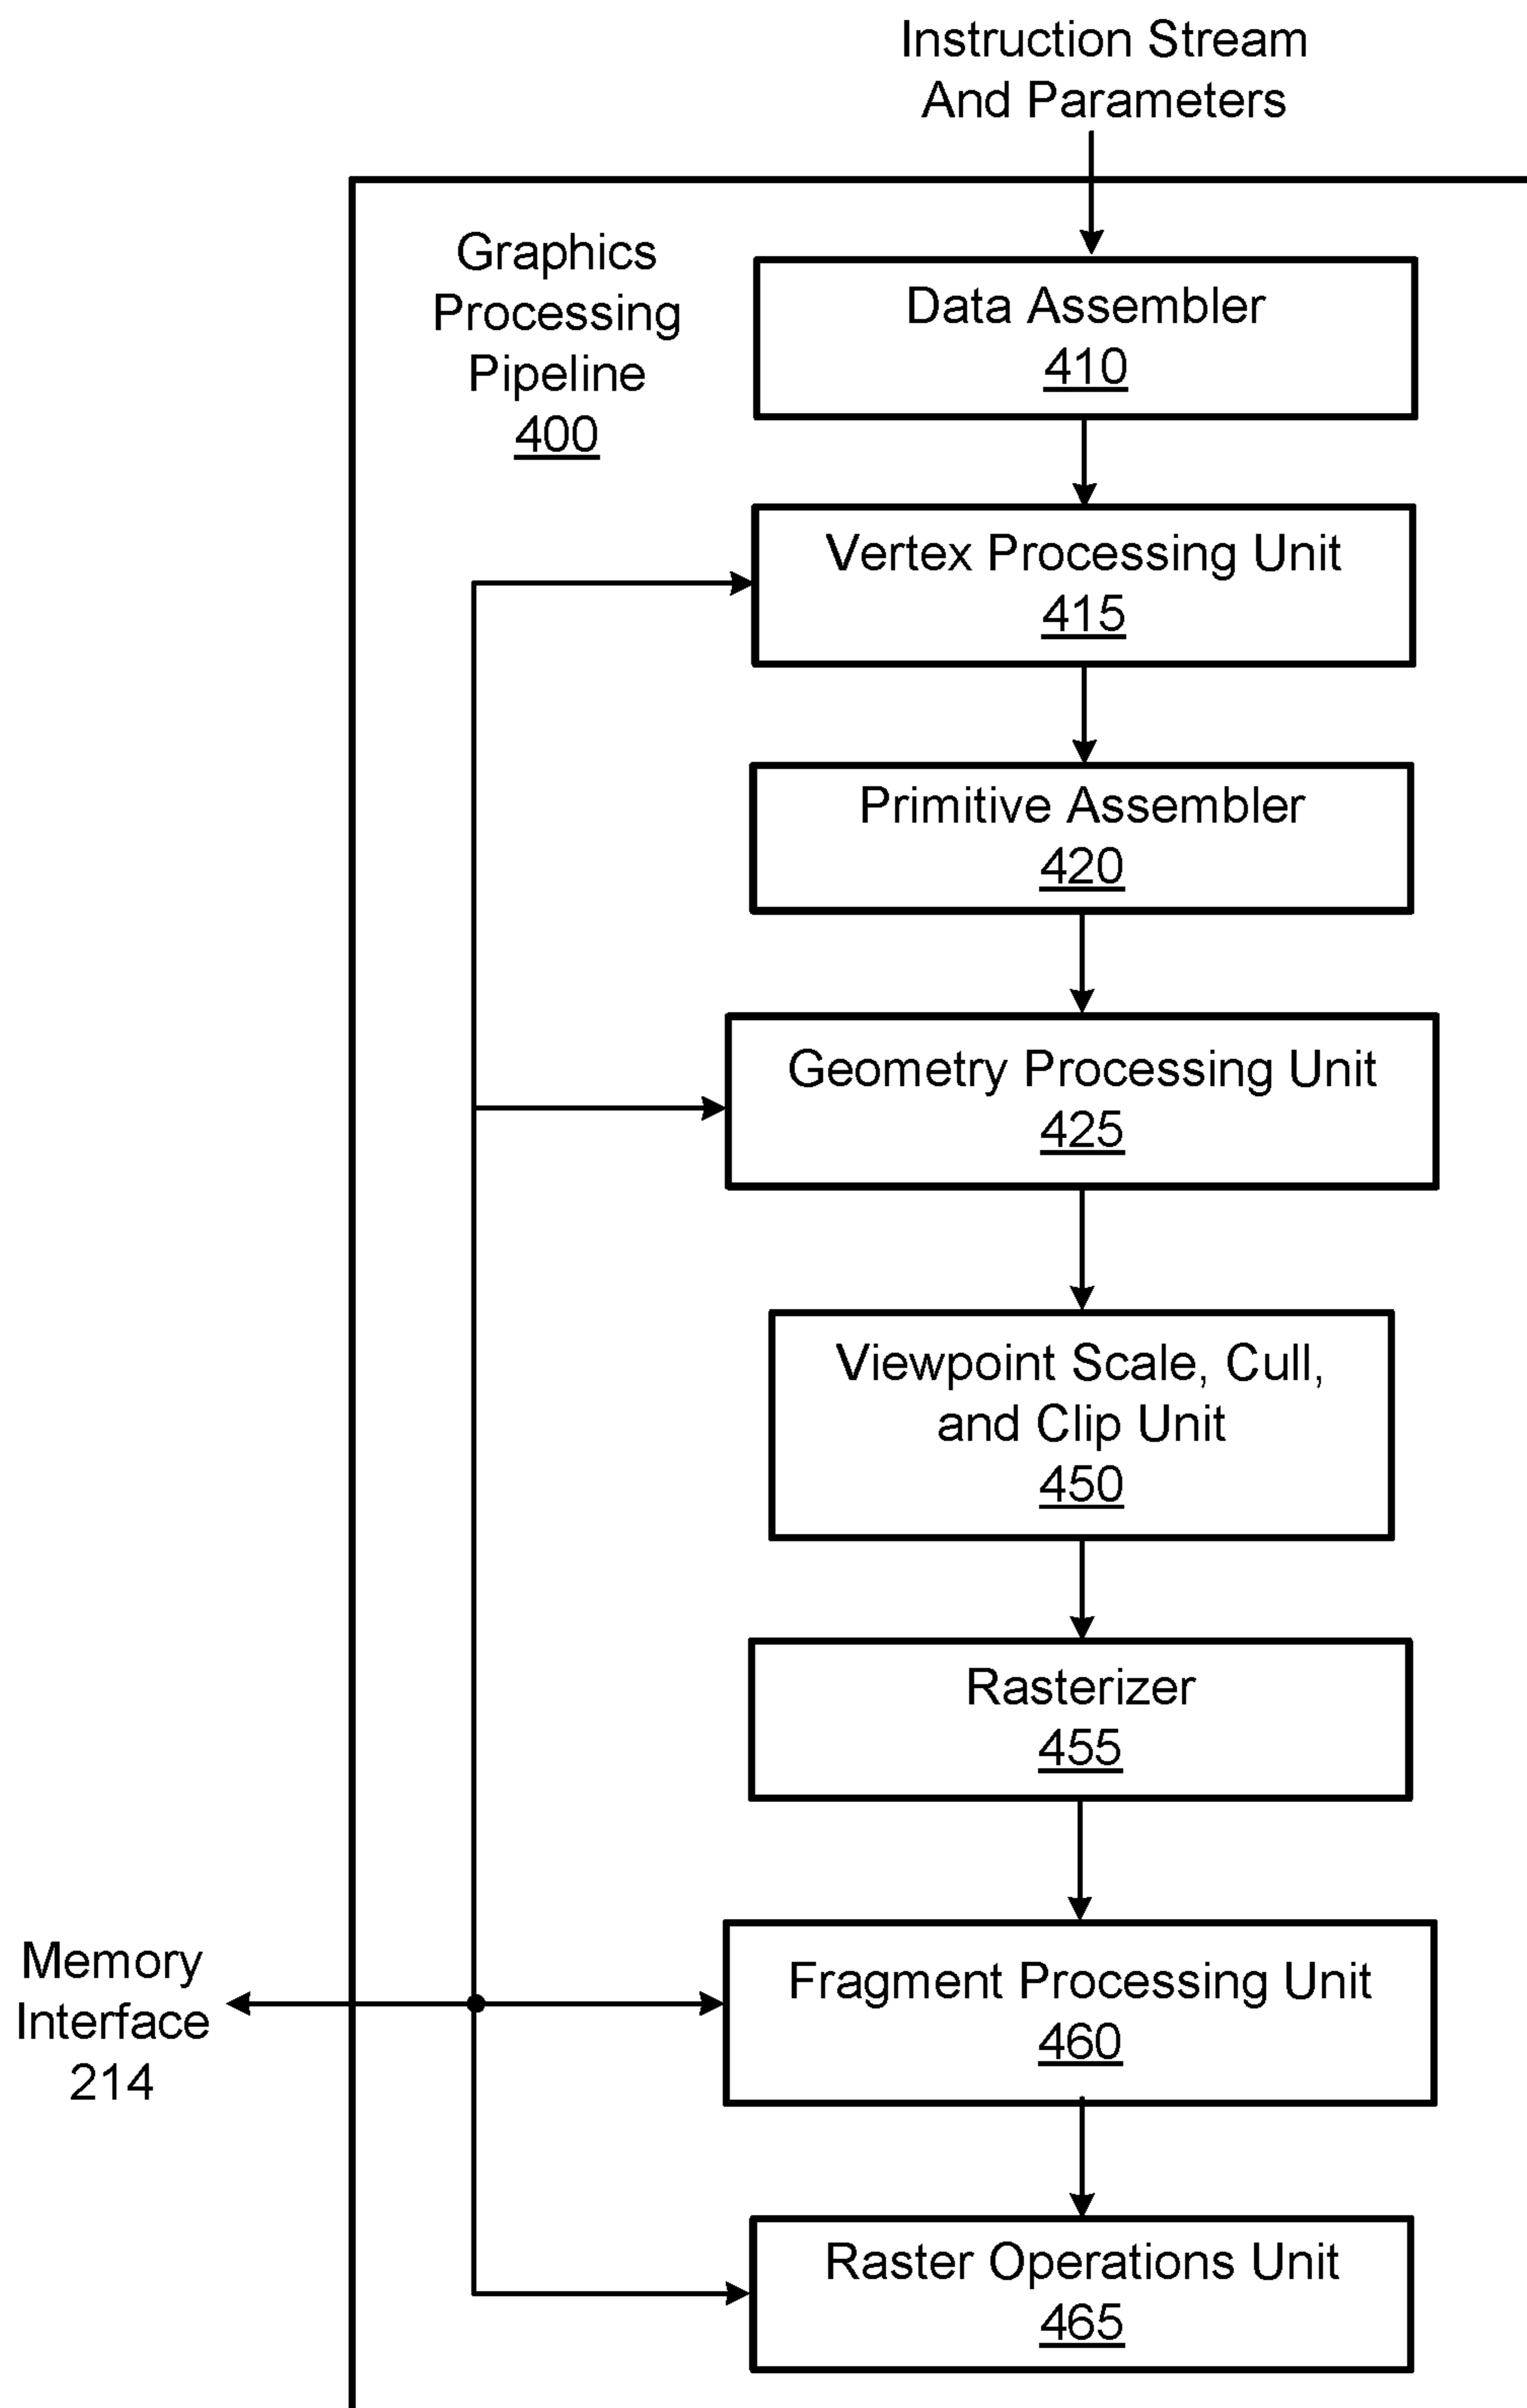 Instruction Stream
And Parameters
Graphics
Processing
Pipeline
400
Data Assembler
410
Vertex Processing Unit
415
Primitive Assembler
420
Geometry Processing Unit
425
Viewpoint Scale, Cull,
and Clip Unit
450
Rasterizer
455
Memory
Interface
214
Fragment Processing Unit
460
Raster Operations Unit
465